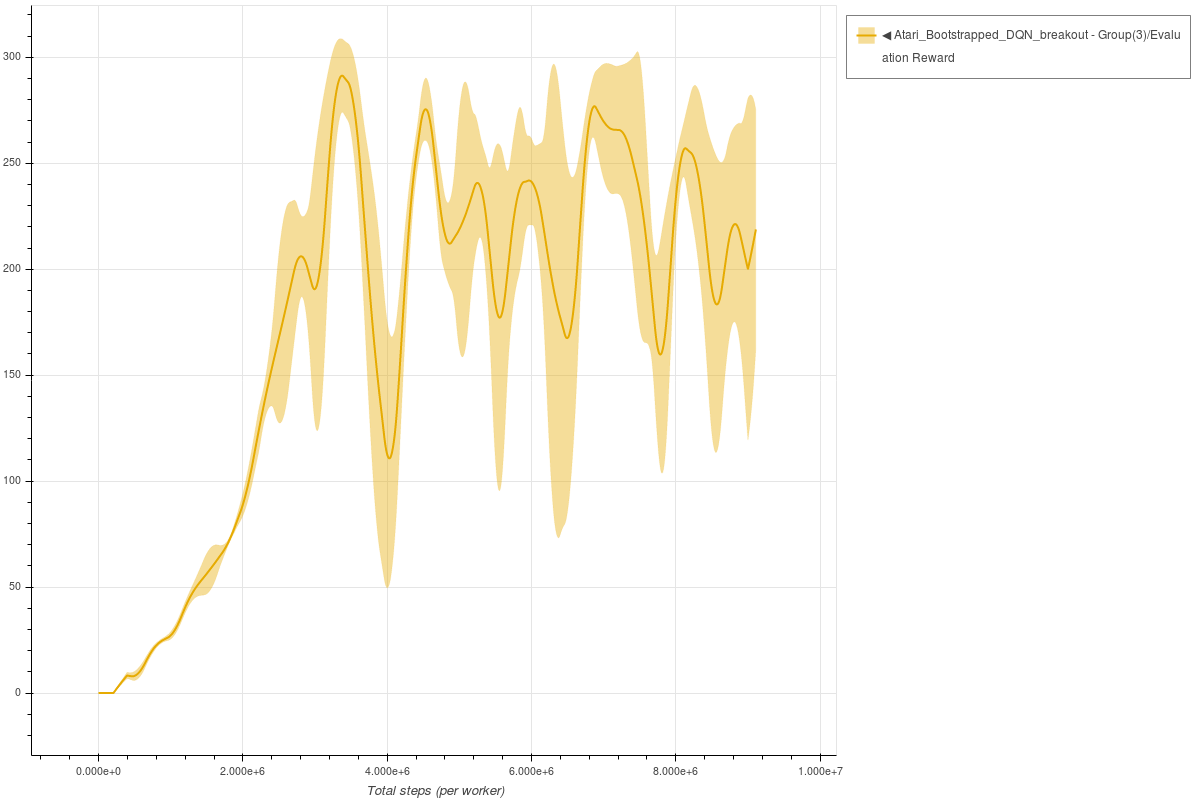 300
250
200
150
100
50
0
0.000e+0 2.000e+6 4.000e+6 6.000e+6 8.000e+6 1.000e+7
Total steps (per worker)
◀ Atari_Bootstrapped_DQN_breakout - Group(3)/Evalu
ation Reward